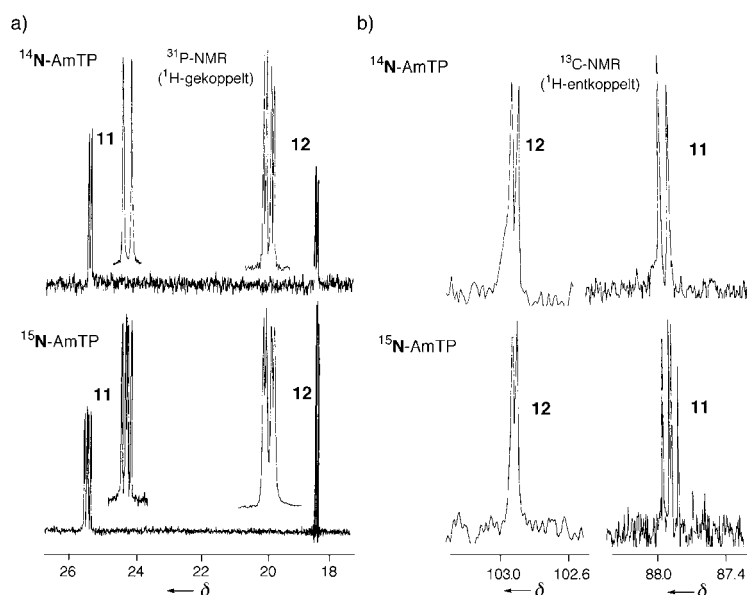 a)
¹⁴N-AmTP
³¹P-NMR
(¹H-gekoppelt)
11
12
¹⁵N-AmTP
11
12
26 24 22 20 18
← δ
b)
¹⁴N-AmTP
¹³C-NMR
(¹H-entkoppelt)
12
11
¹⁵N-AmTP
12
11
103.0 102.6 88.0 87.4
← δ ← δ